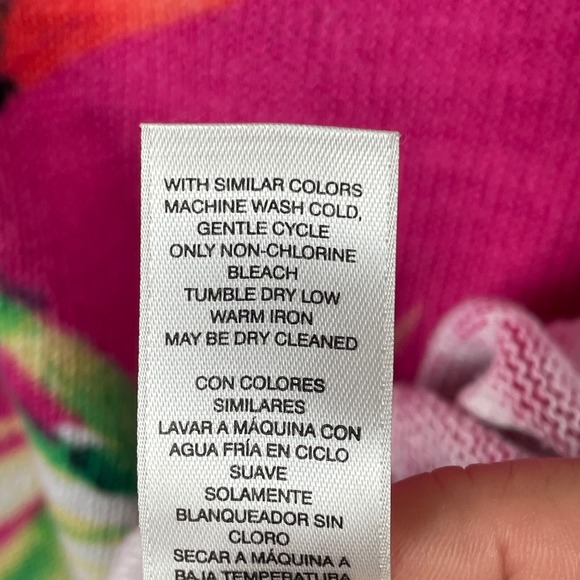 WITH SIMILAR COLORS
MACHINE WASH COLD,
GENTLE CYCLE
ONLY NON-CHLORINE
BLEACH
TUMBLE DRY LOW
WARM IRON
MAY BE DRY CLEANED
CON COLORES
SIMILARES
LAVAR A MÁQUINA CON
AGUA FRÍA EN CICLO
SUAVE
SOLAMENTE
BLANQUEADOR SIN
CLORO
SECAR A MÁQUINA A
BAJA TEMPERATURA